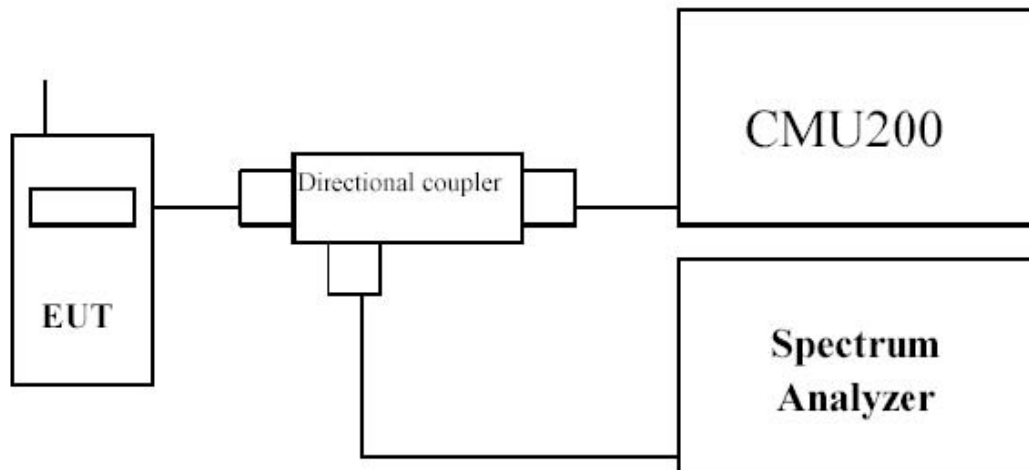 CMU200
Directional coupler
EUT
Spectrum
Analyzer